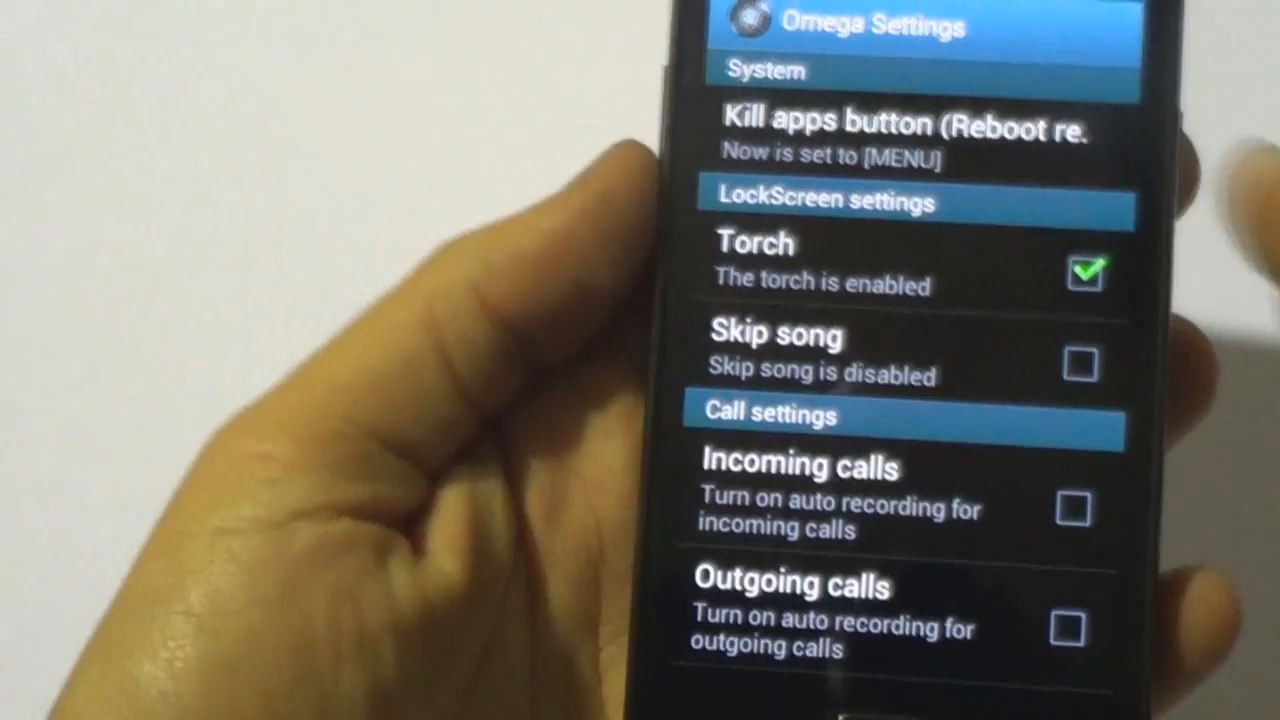 Omega Settings
System
Kill apps button (Reboot re.
Now is set to [MENU]
LockScreen settings
Torch
The torch is enabled
Skip song
Skip song is disabled
Call settings
Incoming calls
Turn on auto recording for
incoming calls
Outgoing calls
Turn on auto recording for
outgoing calls